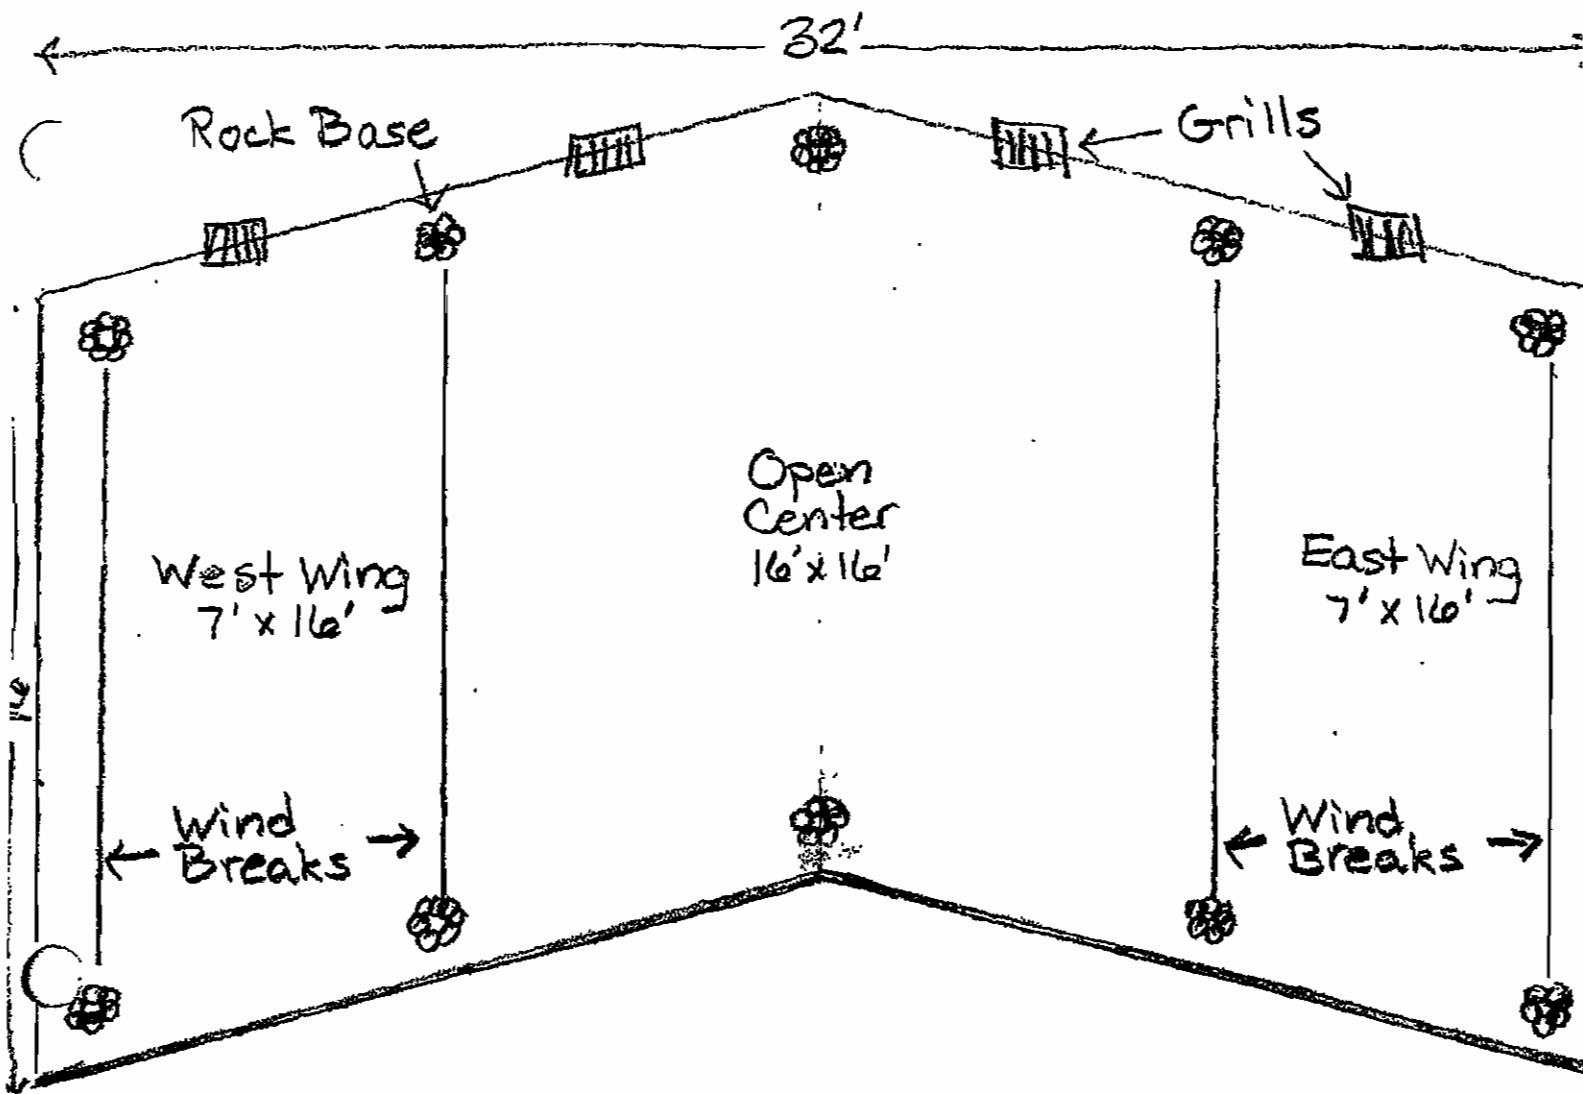 32'
Rock Base
Grills
Open
Center
16' x 16'
West Wing
7' x 16'
East Wing
7' x 16'
16
Wind
Breaks
Wind
Breaks